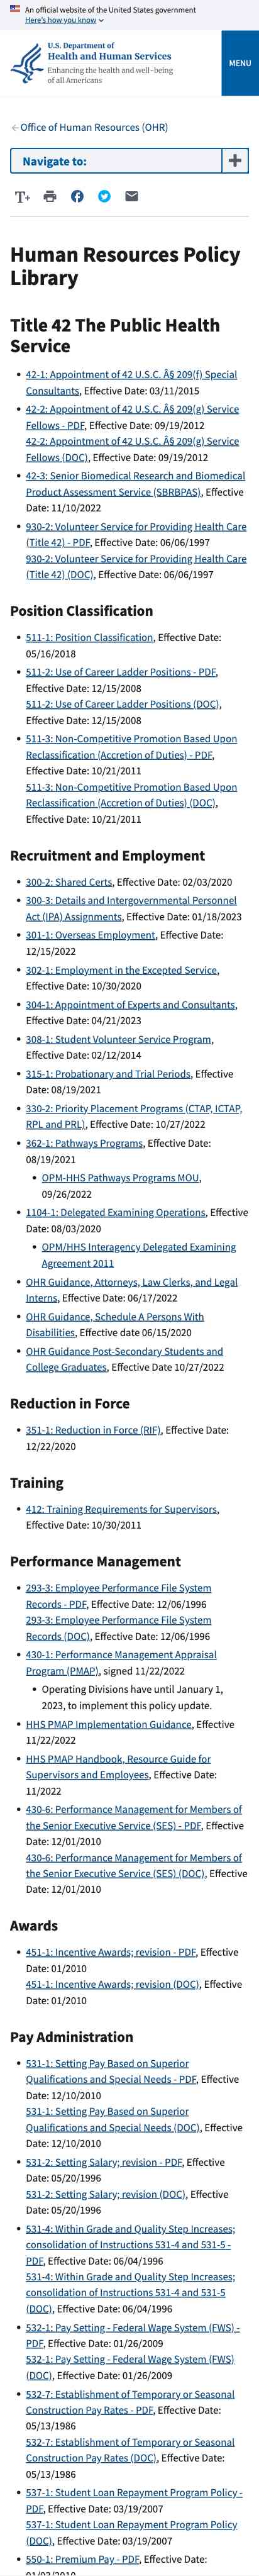 An official website of the United States government
Here's how you know
U.S. Department of
Health and Human Services
Enhancing the health and well-being
of all Americans
MENU
Office of Human Resources (OHR)
Navigate to:
T+
Human Resources Policy
Library
Title 42 The Public Health
Service
42-1: Appointment of 42 U.S.C. Â§ 209(f) Special
Consultants, Effective Date: 03/11/2015
42-2: Appointment of 42 U.S.C. Â§ 209(g) Service
Fellows - PDF, Effective Date: 09/19/2012
42-2: Appointment of 42 U.S.C. Â§ 209(g) Service
Fellows (DOC), Effective Date: 09/19/2012
42-3: Senior Biomedical Research and Biomedical
Product Assessment Service (SBRBPAS), Effective
Date: 11/10/2022
930-2: Volunteer Service for Providing Health Care
(Title 42) - PDF, Effective Date: 06/06/1997
930-2: Volunteer Service for Providing Health Care
(Title 42) (DOC), Effective Date: 06/06/1997
Position Classification
511-1: Position Classification, Effective Date:
05/16/2018
511-2: Use of Career Ladder Positions - PDF,
Effective Date: 12/15/2008
511-2: Use of Career Ladder Positions (DOC),
Effective Date: 12/15/2008
511-3: Non-Competitive Promotion Based Upon
Reclassification (Accretion of Duties) - PDF,
Effective Date: 10/21/2011
511-3: Non-Competitive Promotion Based Upon
Reclassification (Accretion of Duties) (DOC),
Effective Date: 10/21/2011
Recruitment and Employment
300-2: Shared Certs, Effective Date: 02/03/2020
300-3: Details and Intergovernmental Personnel
Act (IPA) Assignments, Effective Date: 01/18/2023
301-1: Overseas Employment, Effective Date:
12/15/2022
302-1: Employment in the Excepted Service,
Effective Date: 10/30/2020
304-1: Appointment of Experts and Consultants,
Effective Date: 04/21/2023
308-1: Student Volunteer Service Program,
Effective Date: 02/12/2014
315-1: Probationary and Trial Periods, Effective
Date: 08/19/2021
330-2: Priority Placement Programs (CTAP, ICTAP,
RPL and PRL), Effective Date: 10/27/2022
362-1: Pathways Programs, Effective Date:
08/19/2021
OPM-HHS Pathways Programs MOU,
09/26/2022
1104-1: Delegated Examining Operations, Effective
Date: 08/03/2020
OPM/HHS Interagency Delegated Examining
Agreement 2011
OHR Guidance, Attorneys, Law Clerks, and Legal
Interns, Effective Date: 06/17/2022
OHR Guidance, Schedule A Persons With
Disabilities, Effective date 06/15/2020
OHR Guidance Post-Secondary Students and
College Graduates, Effective Date 10/27/2022
Reduction in Force
351-1: Reduction in Force (RIF), Effective Date:
12/22/2020
Training
412: Training Requirements for Supervisors,
Effective Date: 10/30/2011
Performance Management
293-3: Employee Performance File System
Records - PDF, Effective Date: 12/06/1996
293-3: Employee Performance File System
Records (DOC), Effective Date: 12/06/1996
430-1: Performance Management Appraisal
Program (PMAP), signed 11/22/2022
Operating Divisions have until January 1,
2023, to implement this policy update.
HHS PMAP Implementation Guidance, Effective
11/22/2022
HHS PMAP Handbook, Resource Guide for
Supervisors and Employees, Effective Date:
11/2022
430-6: Performance Management for Members of
the Senior Executive Service (SES) - PDF, Effective
Date: 12/01/2010
430-6: Performance Management for Members of
the Senior Executive Service (SES) (DOC), Effective
Date: 12/01/2010
Awards
451-1: Incentive Awards; revision - PDF, Effective
Date: 01/2010
451-1: Incentive Awards; revision (DOC), Effective
Date: 01/2010
Pay Administration
531-1: Setting Pay Based on Superior
Qualifications and Special Needs - PDF, Effective
Date: 12/10/2010
531-1: Setting Pay Based on Superior
Qualifications and Special Needs (DOC), Effective
Date: 12/10/2010
531-2: Setting Salary; revision - PDF, Effective
Date: 05/20/1996
531-2: Setting Salary; revision (DOC), Effective
Date: 05/20/1996
531-4: Within Grade and Quality Step Increases;
consolidation of Instructions 531-4 and 531-5 -
PDF, Effective Date: 06/04/1996
531-4: Within Grade and Quality Step Increases;
consolidation of Instructions 531-4 and 531-5
(DOC), Effective Date: 06/04/1996
532-1: Pay Setting - Federal Wage System (FWS) -
PDF, Effective Date: 01/26/2009
532-1: Pay Setting - Federal Wage System (FWS)
(DOC), Effective Date: 01/26/2009
532-7: Establishment of Temporary or Seasonal
Construction Pay Rates - PDF, Effective Date:
05/13/1986
532-7: Establishment of Temporary or Seasonal
Construction Pay Rates (DOC), Effective Date:
05/13/1986
537-1: Student Loan Repayment Program Policy -
PDF, Effective Date: 03/19/2007
537-1: Student Loan Repayment Program Policy
(DOC), Effective Date: 03/19/2007
550-1: Premium Pay - PDF, Effective Date: